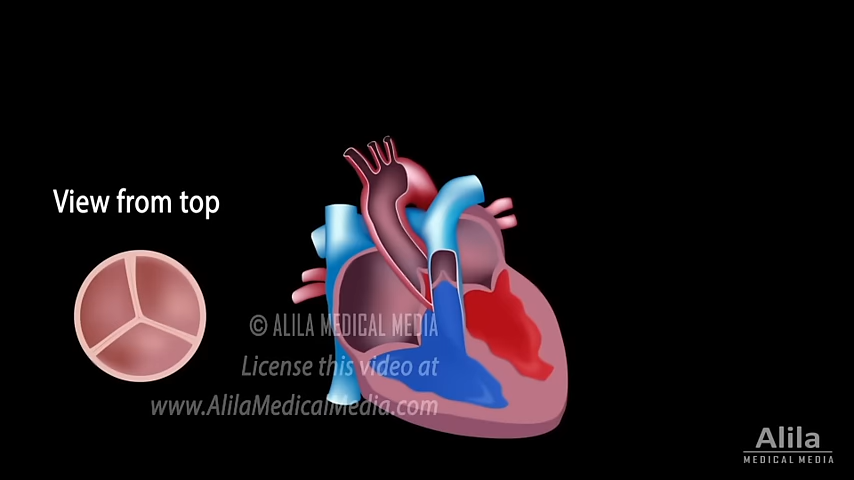 View from top
© ALILA MEDICAL MEDIA
License this video at
www.AlilaMedicalMedia.com
Alila
MEDICAL MEDIA